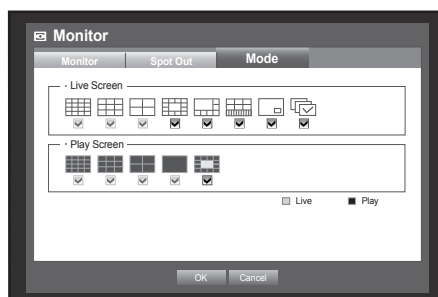 Monitor
Monitor Spot Out Mode
· Live Screen
· Play Screen
Live Play
OK Cancel